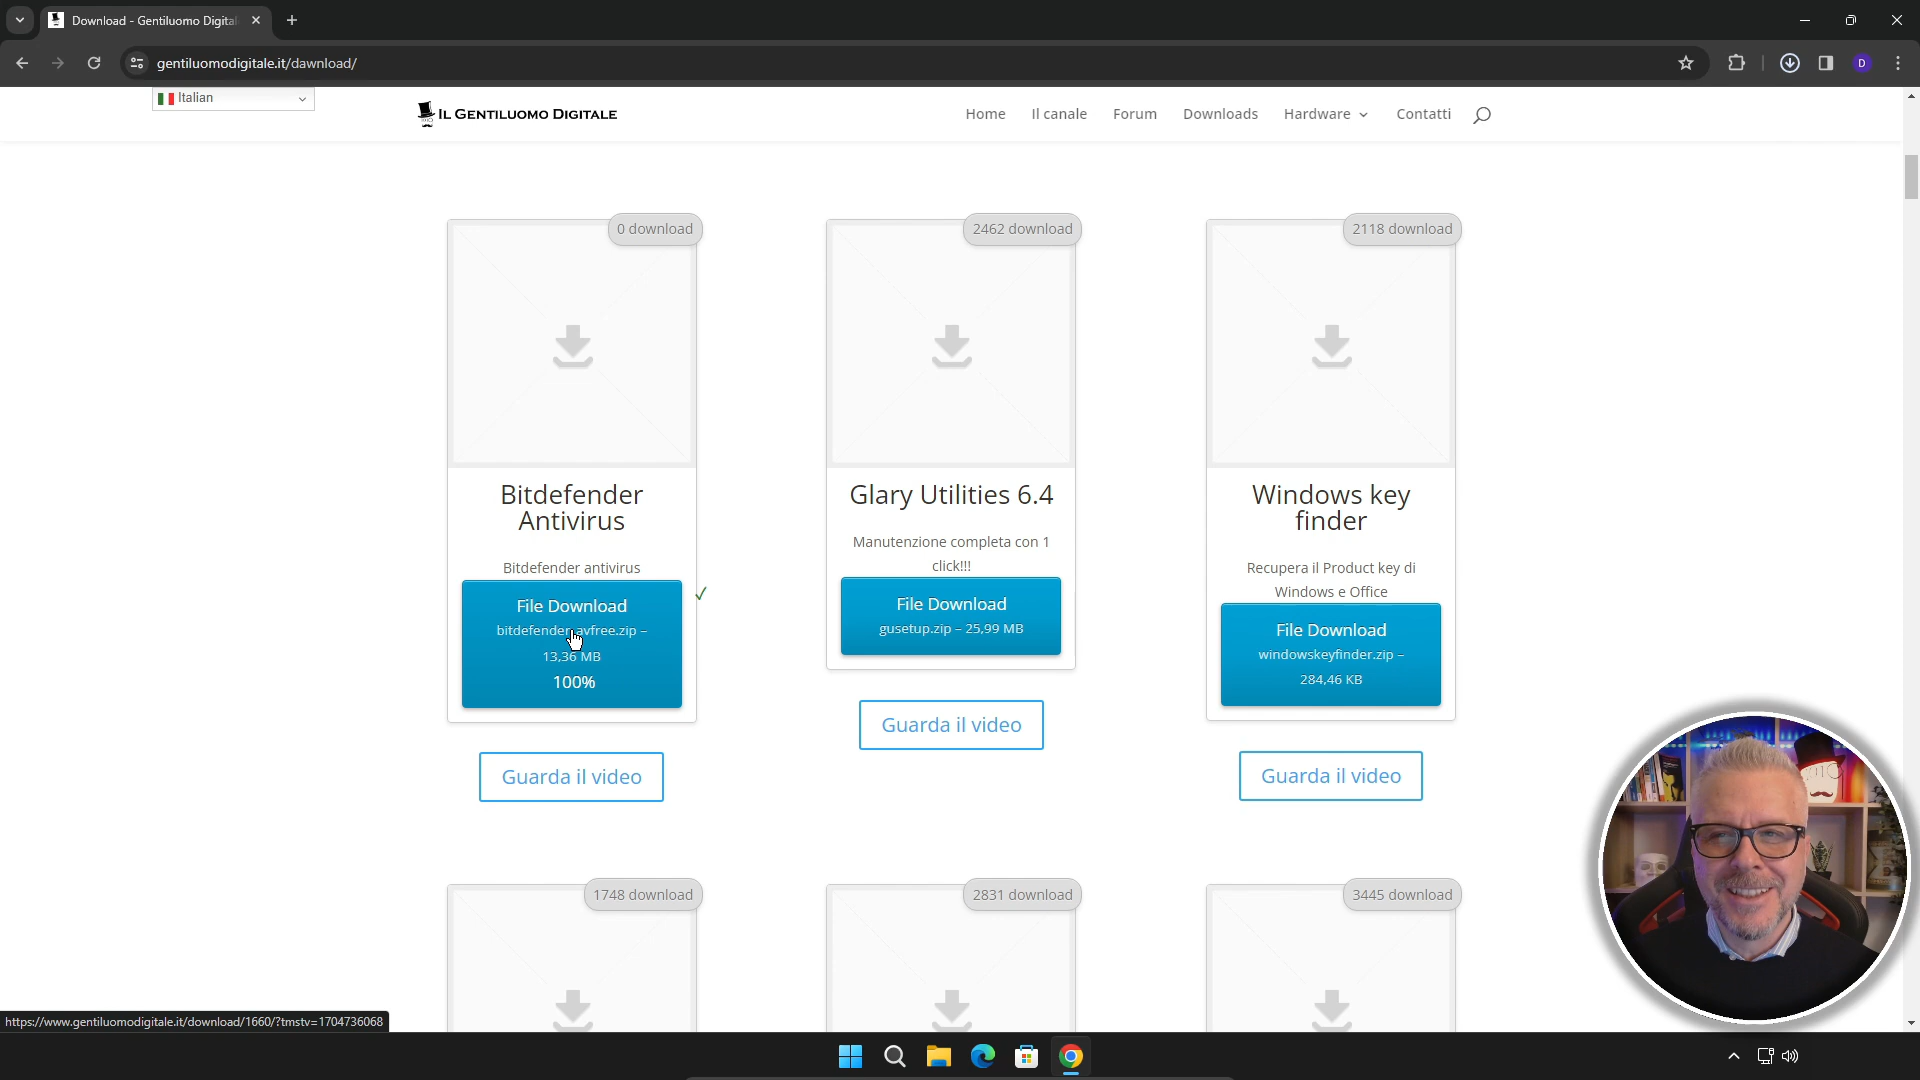 Download - Gentiluomo Digital
gentiluomodigitale.it/dawnload/
D
Italian
IL GENTILUOMO DIGITALE
Home
Il canale
Forum
Downloads
Hardware
Contatti
0 download
2462 download
2118 download
Bitdefender
Antivirus
Bitdefender antivirus
File Download
bitdefender_avfree.zip –
13,36 MB
100%
Guarda il video
Glary Utilities 6.4
Manutenzione completa con 1
click!!!
File Download
gusetup.zip – 25,99 MB
Guarda il video
Windows key
finder
Recupera il Product key di
Windows e Office
File Download
windowskeyfinder.zip –
284,46 KB
Guarda il video
1748 download
2831 download
3445 download
https://www.gentiluomodigitale.it/download/1660/?tmstv=1704736068